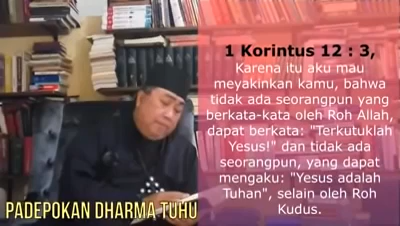 1 Korintus 12 : 3,
Karena itu aku mau
meyakinkan kamu, bahwa
tidak ada seorangpun yang
berkata-kata oleh Roh Allah,
dapat berkata: "Terkutuklah
Yesus!" dan tidak ada
seorangpun, yang dapat
mengaku: "Yesus adalah
Tuhan", selain oleh Roh
Kudus.
PADEPOKAN DHARMA TUHU